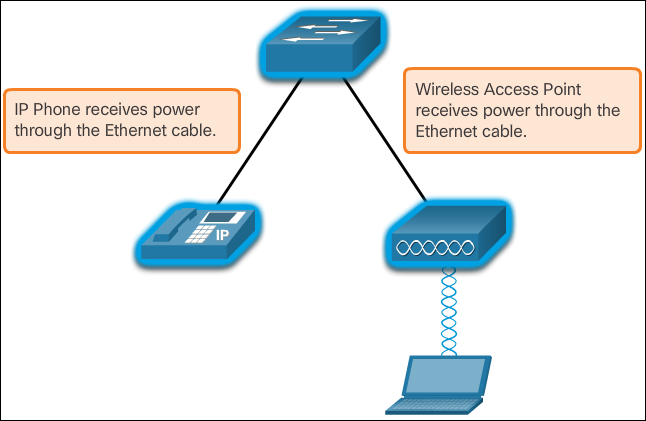 IP Phone receives power
through the Ethernet cable.
Wireless Access Point
receives power through the
Ethernet cable.
IP